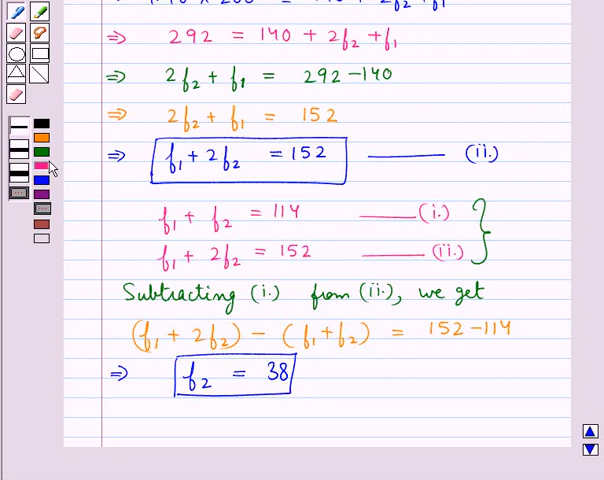 ⇒ 292 = 140 + 2f₂ + f₁
⇒ 2f₂ + f₁ = 292 – 140
⇒ 2f₂ + f₁ = 152
⇒ f₁ + 2f₂ = 152 —— (ii.)
f₁ + f₂ = 114 —— (i.)
f₁ + 2f₂ = 152 —— (ii.)
Subtracting (i.) from (ii.), we get
(f₁ + 2f₂) – (f₁ + f₂) = 152 – 114
⇒ f₂ = 38